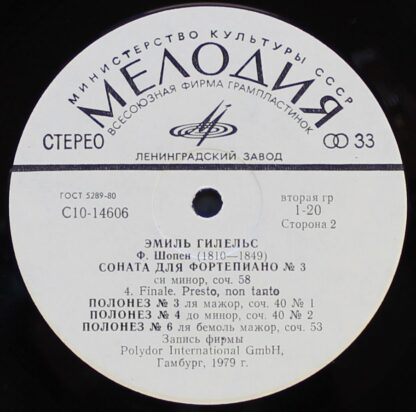 МИНИСТЕРСТВО КУЛЬТУРЫ СССР
МЕЛОДИЯ
ВСЕСОЮЗНАЯ ФИРМА ГРАМПЛАСТИНОК
СТЕРЕО
33
ЛЕНИНГРАДСКИЙ ЗАВОД
ГОСТ 5289-80
С10-14606
вторая гр
1-20
Сторона 2
ЭМИЛЬ ГИЛЕЛЬС
Ф. Шопен (1810—1849)
СОНАТА ДЛЯ ФОРТЕПИАНО № 3
си минор, соч. 58
4. Finale. Presto, non tanto
ПОЛОНЕЗ № 3 ля мажор, соч. 40 № 1
ПОЛОНЕЗ № 4 до минор, соч. 40 № 2
ПОЛОНЕЗ № 6 ля бемоль мажор, соч. 53
Запись фирмы
Polydor International GmbH,
Гамбург, 1979 г.